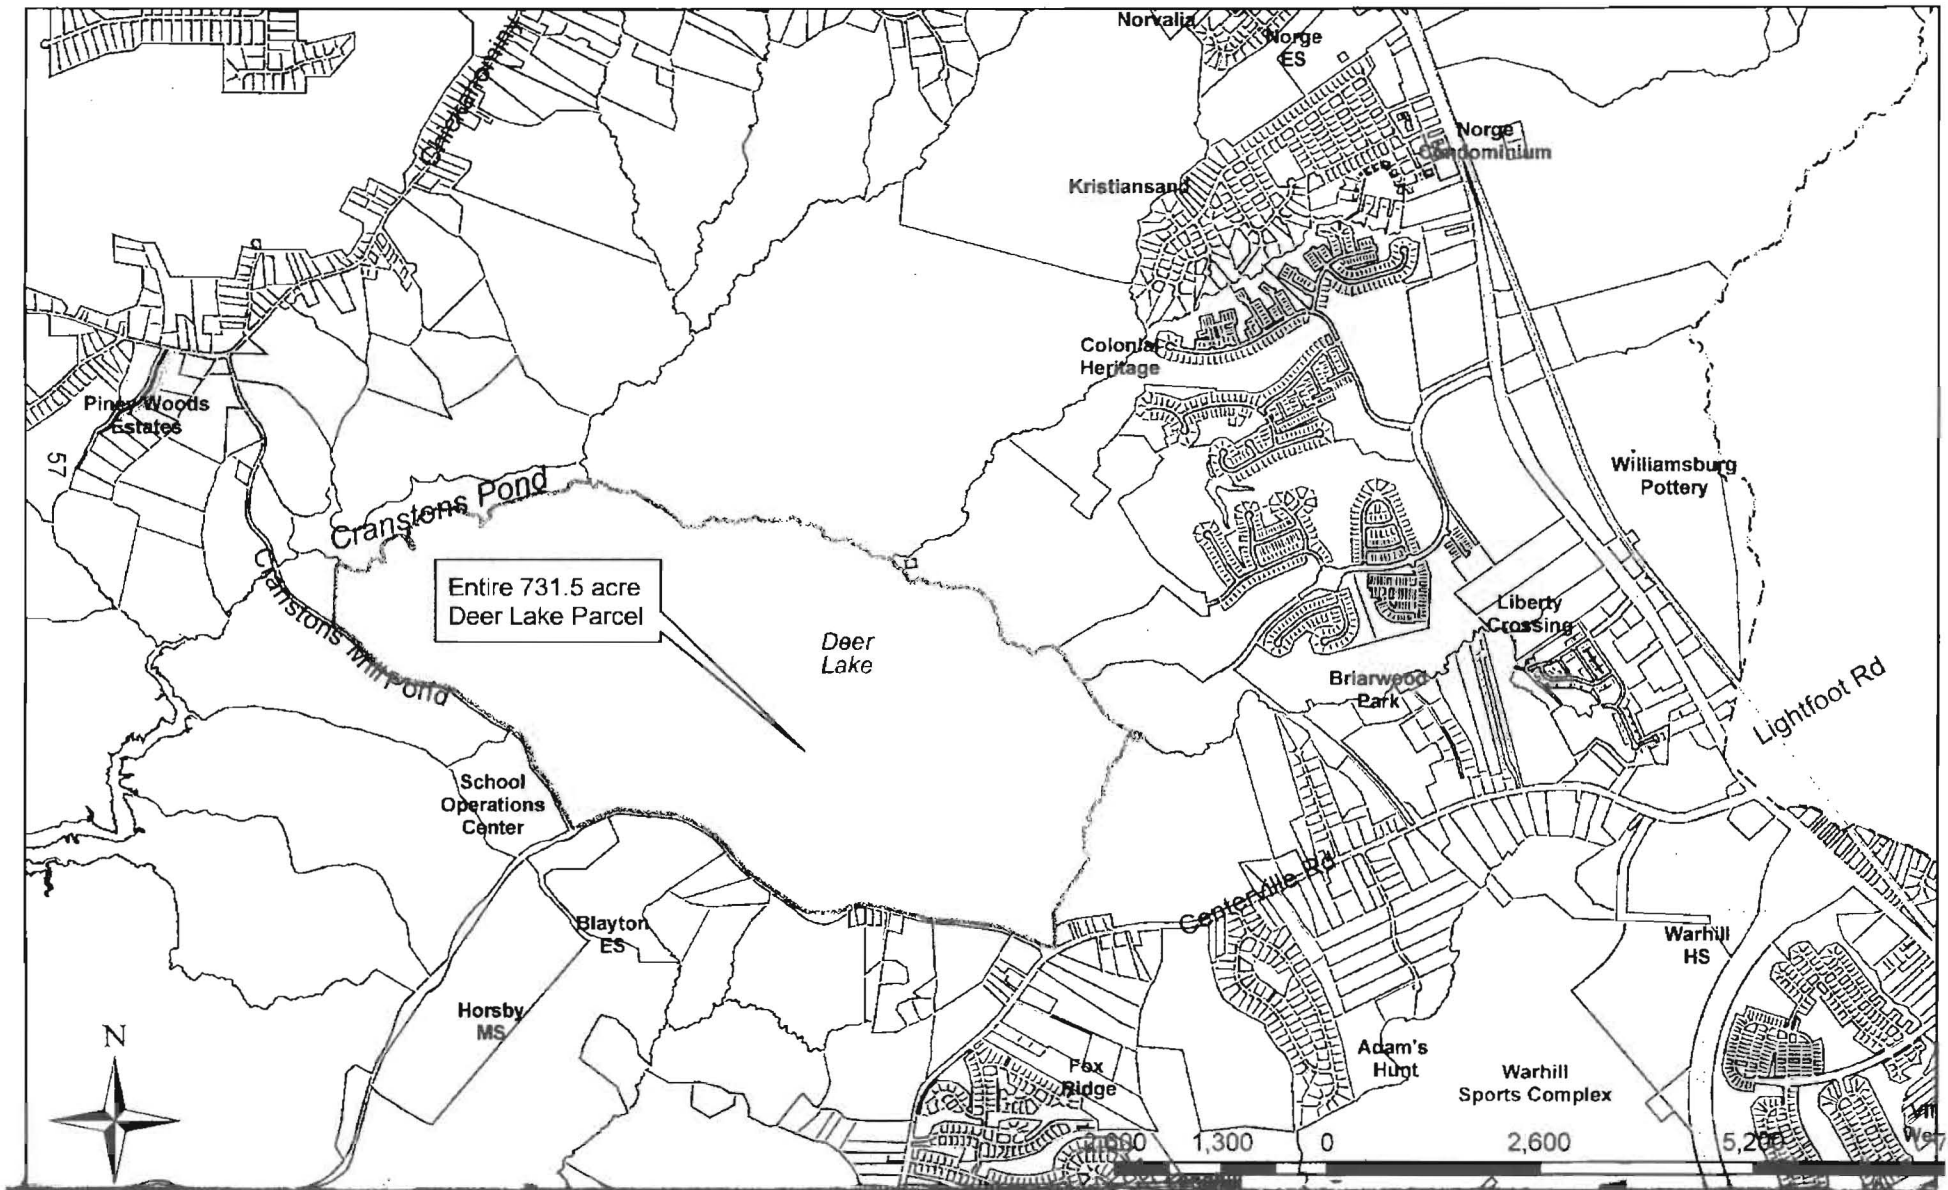 Norvalia
Norge
ES
Norge
Condominium
Kristiansand
Colonial
Heritage
Piney Woods
Estates
57
Cranstons Pond
Williamsburg
Pottery
Entire 731.5 acre
Deer Lake Parcel
Deer
Lake
Cranstons Mill Pond
Liberty
Crossing
Briarwood
Park
Lightfoot Rd
School
Operations
Center
Centerville Rd
Blayton
ES
Warhill
HS
Horsby
MS
N
Fox
Ridge
Adam's
Hunt
Warhill
Sports Complex
2,600 1,300 0 2,600 5,200